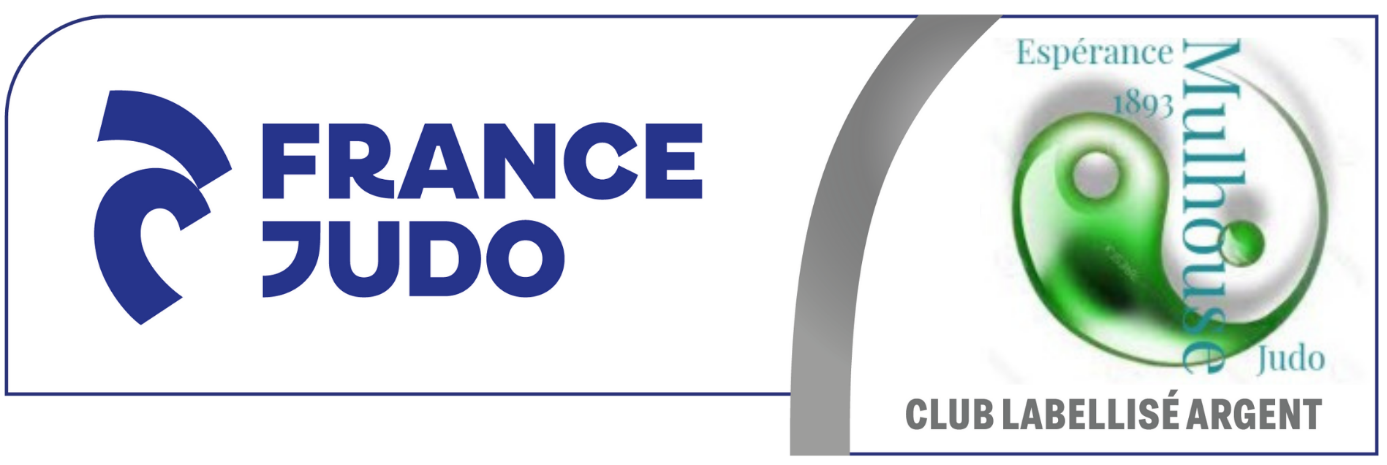 FRANCE
JUDO
Espérance
1893
Mulhouse
Judo
CLUB LABELLISÉ ARGENT